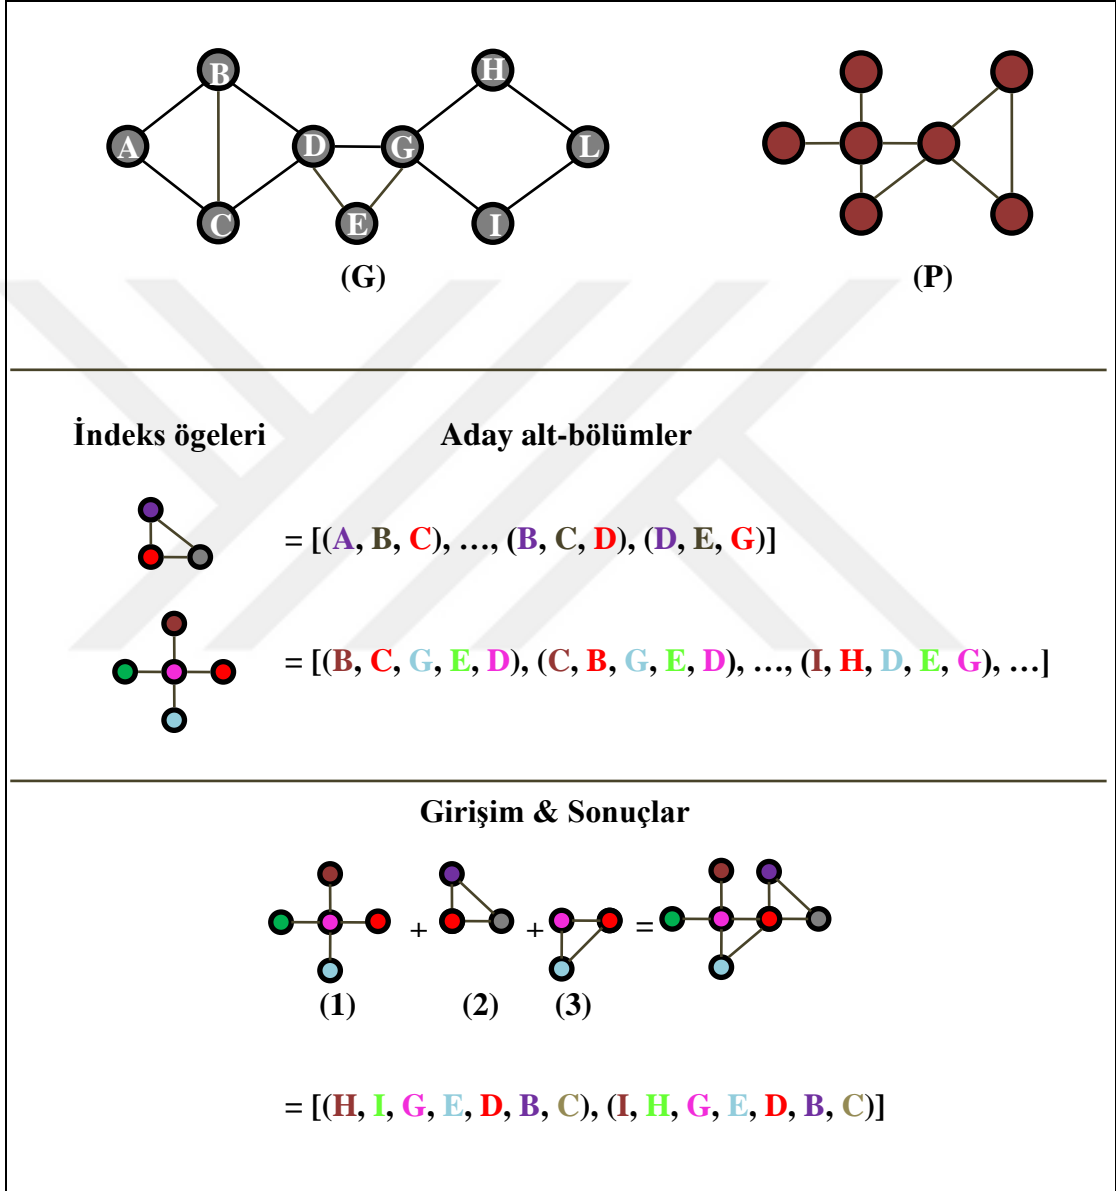 B H
A D G L
C E I
(G) (P)
İndeks ögeleri Aday alt-bölümler
= [(A, B, C), …, (B, C, D), (D, E, G)]
= [(B, C, G, E, D), (C, B, G, E, D), …, (I, H, D, E, G), …]
Girişim & Sonuçlar
+ + =
(1) (2) (3)
= [(H, I, G, E, D, B, C), (I, H, G, E, D, B, C)]